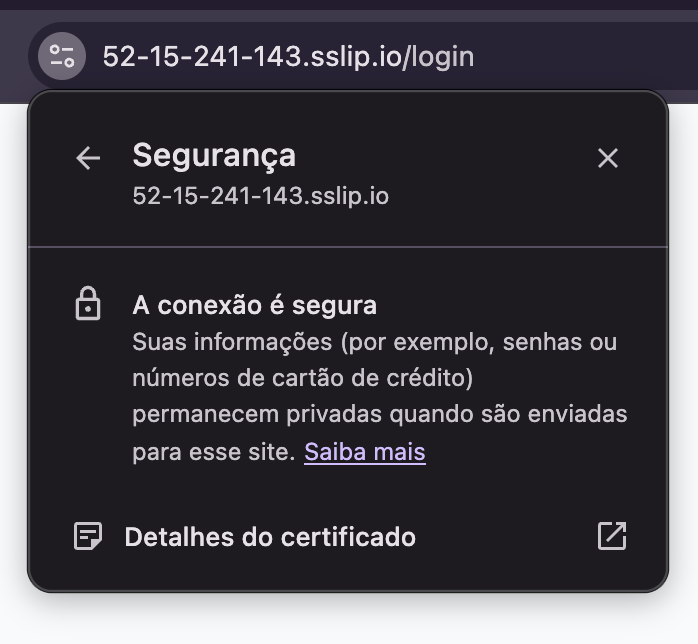 52-15-241-143.sslip.io/login
Segurança
52-15-241-143.sslip.io
A conexão é segura
Suas informações (por exemplo, senhas ou
números de cartão de crédito)
permanecem privadas quando são enviadas
para esse site. Saiba mais
Detalhes do certificado